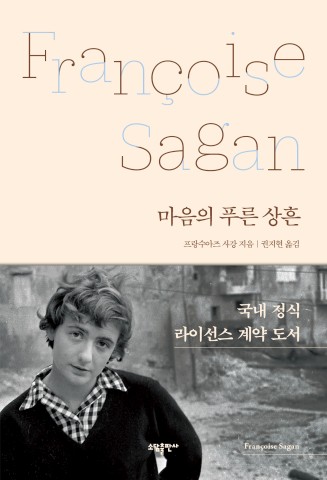 Françoise
Sagan
마음의 푸른 상흔
프랑수아즈 사강 지음 | 권지현 옮김
국내 정식
라이선스 계약 도서
소담출판사
Françoise Sagan